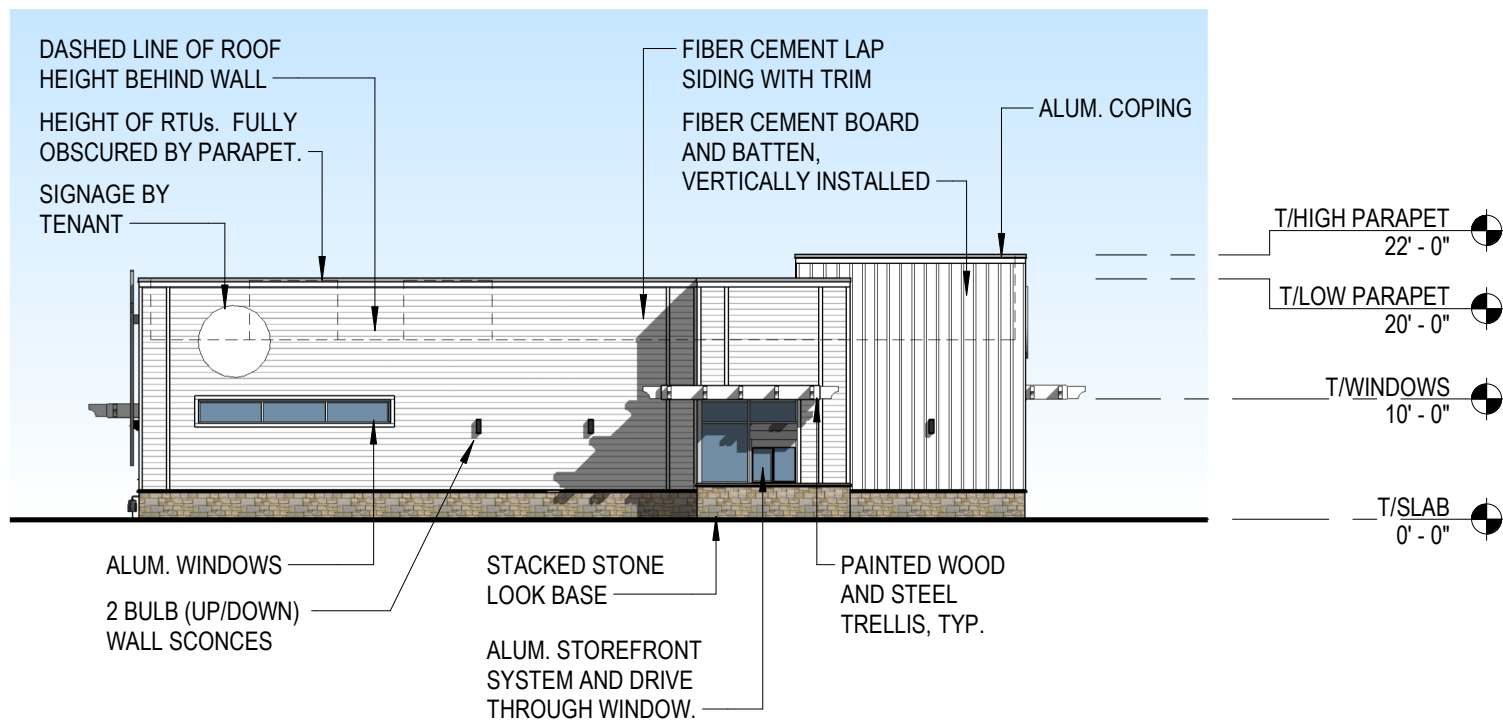 DASHED LINE OF ROOF
HEIGHT BEHIND WALL
HEIGHT OF RTUs.  FULLY
OBSCURED BY PARAPET.
SIGNAGE BY
TENANT
FIBER CEMENT LAP
SIDING WITH TRIM
FIBER CEMENT BOARD
AND BATTEN,
VERTICALLY INSTALLED
ALUM. COPING
T/HIGH PARAPET
22' - 0"
T/LOW PARAPET
20' - 0"
T/WINDOWS
10' - 0"
T/SLAB
0' - 0"
ALUM. WINDOWS
2 BULB (UP/DOWN)
WALL SCONCES
STACKED STONE
LOOK BASE
ALUM. STOREFRONT
SYSTEM AND DRIVE
THROUGH WINDOW.
PAINTED WOOD
AND STEEL
TRELLIS, TYP.